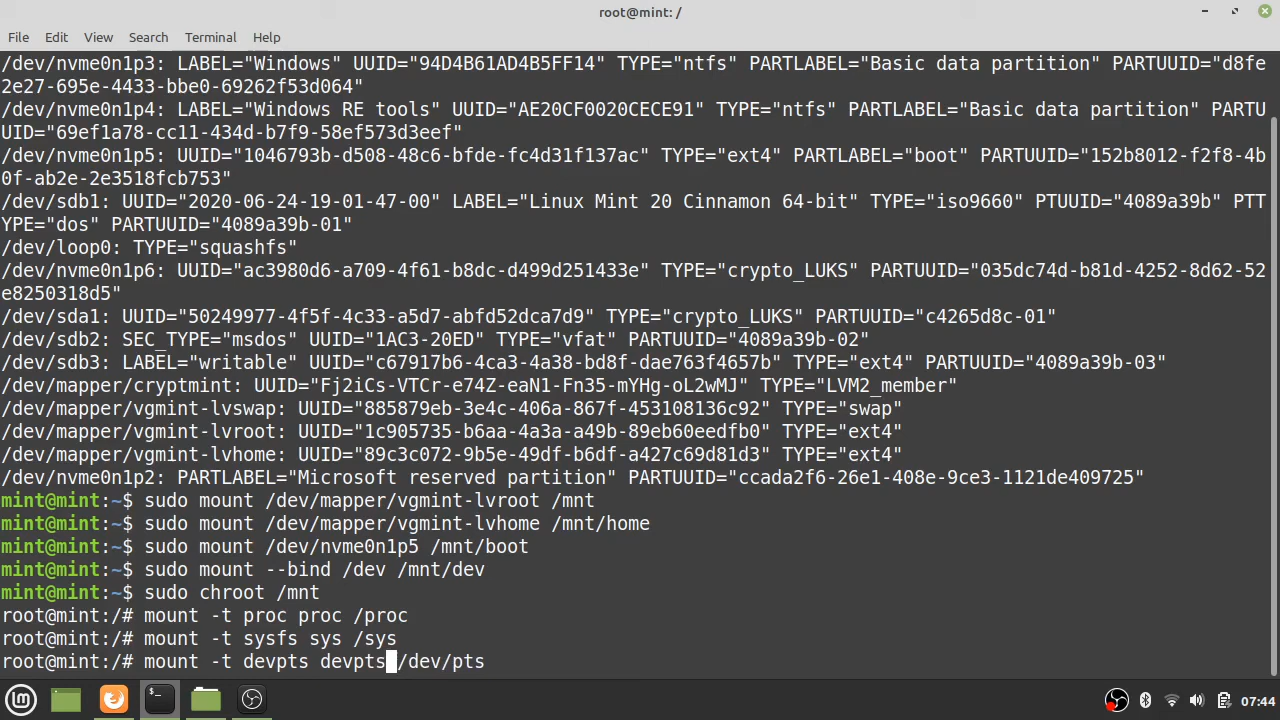 root@mint: /
File Edit View Search Terminal Help
/dev/nvme0n1p3: LABEL="Windows" UUID="94D4B61AD4B5FF14" TYPE="ntfs" PARTLABEL="Basic data partition" PARTUUID="d8fe
2e27-695e-4433-bbe0-69262f53d064"
/dev/nvme0n1p4: LABEL="Windows RE tools" UUID="AE20CF0020CECE91" TYPE="ntfs" PARTLABEL="Basic data partition" PARTU
UID="69ef1a78-cc11-434d-b7f9-58ef573d3eef"
/dev/nvme0n1p5: UUID="1046793b-d508-48c6-bfde-fc4d31f137ac" TYPE="ext4" PARTLABEL="boot" PARTUUID="152b8012-f2f8-4b
0f-ab2e-2e3518fcb753"
/dev/sdb1: UUID="2020-06-24-19-01-47-00" LABEL="Linux Mint 20 Cinnamon 64-bit" TYPE="iso9660" PTUUID="4089a39b" PTT
YPE="dos" PARTUUID="4089a39b-01"
/dev/loop0: TYPE="squashfs"
/dev/nvme0n1p6: UUID="ac3980d6-a709-4f61-b8dc-d499d251433e" TYPE="crypto_LUKS" PARTUUID="035dc74d-b81d-4252-8d62-52
e8250318d5"
/dev/sda1: UUID="50249977-4f5f-4c33-a5d7-abfd52dca7d9" TYPE="crypto_LUKS" PARTUUID="c4265d8c-01"
/dev/sdb2: SEC_TYPE="msdos" UUID="1AC3-20ED" TYPE="vfat" PARTUUID="4089a39b-02"
/dev/sdb3: LABEL="writable" UUID="c67917b6-4ca3-4a38-bd8f-dae763f4657b" TYPE="ext4" PARTUUID="4089a39b-03"
/dev/mapper/cryptmint: UUID="Fj2iCs-VTCr-e74Z-eaN1-Fn35-mYHg-oL2wMJ" TYPE="LVM2_member"
/dev/mapper/vgmint-lvswap: UUID="885879eb-3e4c-406a-867f-453108136c92" TYPE="swap"
/dev/mapper/vgmint-lvroot: UUID="1c905735-b6aa-4a3a-a49b-89eb60eedfb0" TYPE="ext4"
/dev/mapper/vgmint-lvhome: UUID="89c3c072-9b5e-49df-b6df-a427c69d81d3" TYPE="ext4"
/dev/nvme0n1p2: PARTLABEL="Microsoft reserved partition" PARTUUID="ccada2f6-26e1-408e-9ce3-1121de409725"
mint@mint:~$ sudo mount /dev/mapper/vgmint-lvroot /mnt
mint@mint:~$ sudo mount /dev/mapper/vgmint-lvhome /mnt/home
mint@mint:~$ sudo mount /dev/nvme0n1p5 /mnt/boot
mint@mint:~$ sudo mount --bind /dev /mnt/dev
mint@mint:~$ sudo chroot /mnt
root@mint:/# mount -t proc proc /proc
root@mint:/# mount -t sysfs sys /sys
root@mint:/# mount -t devpts devpts /dev/pts
07:44